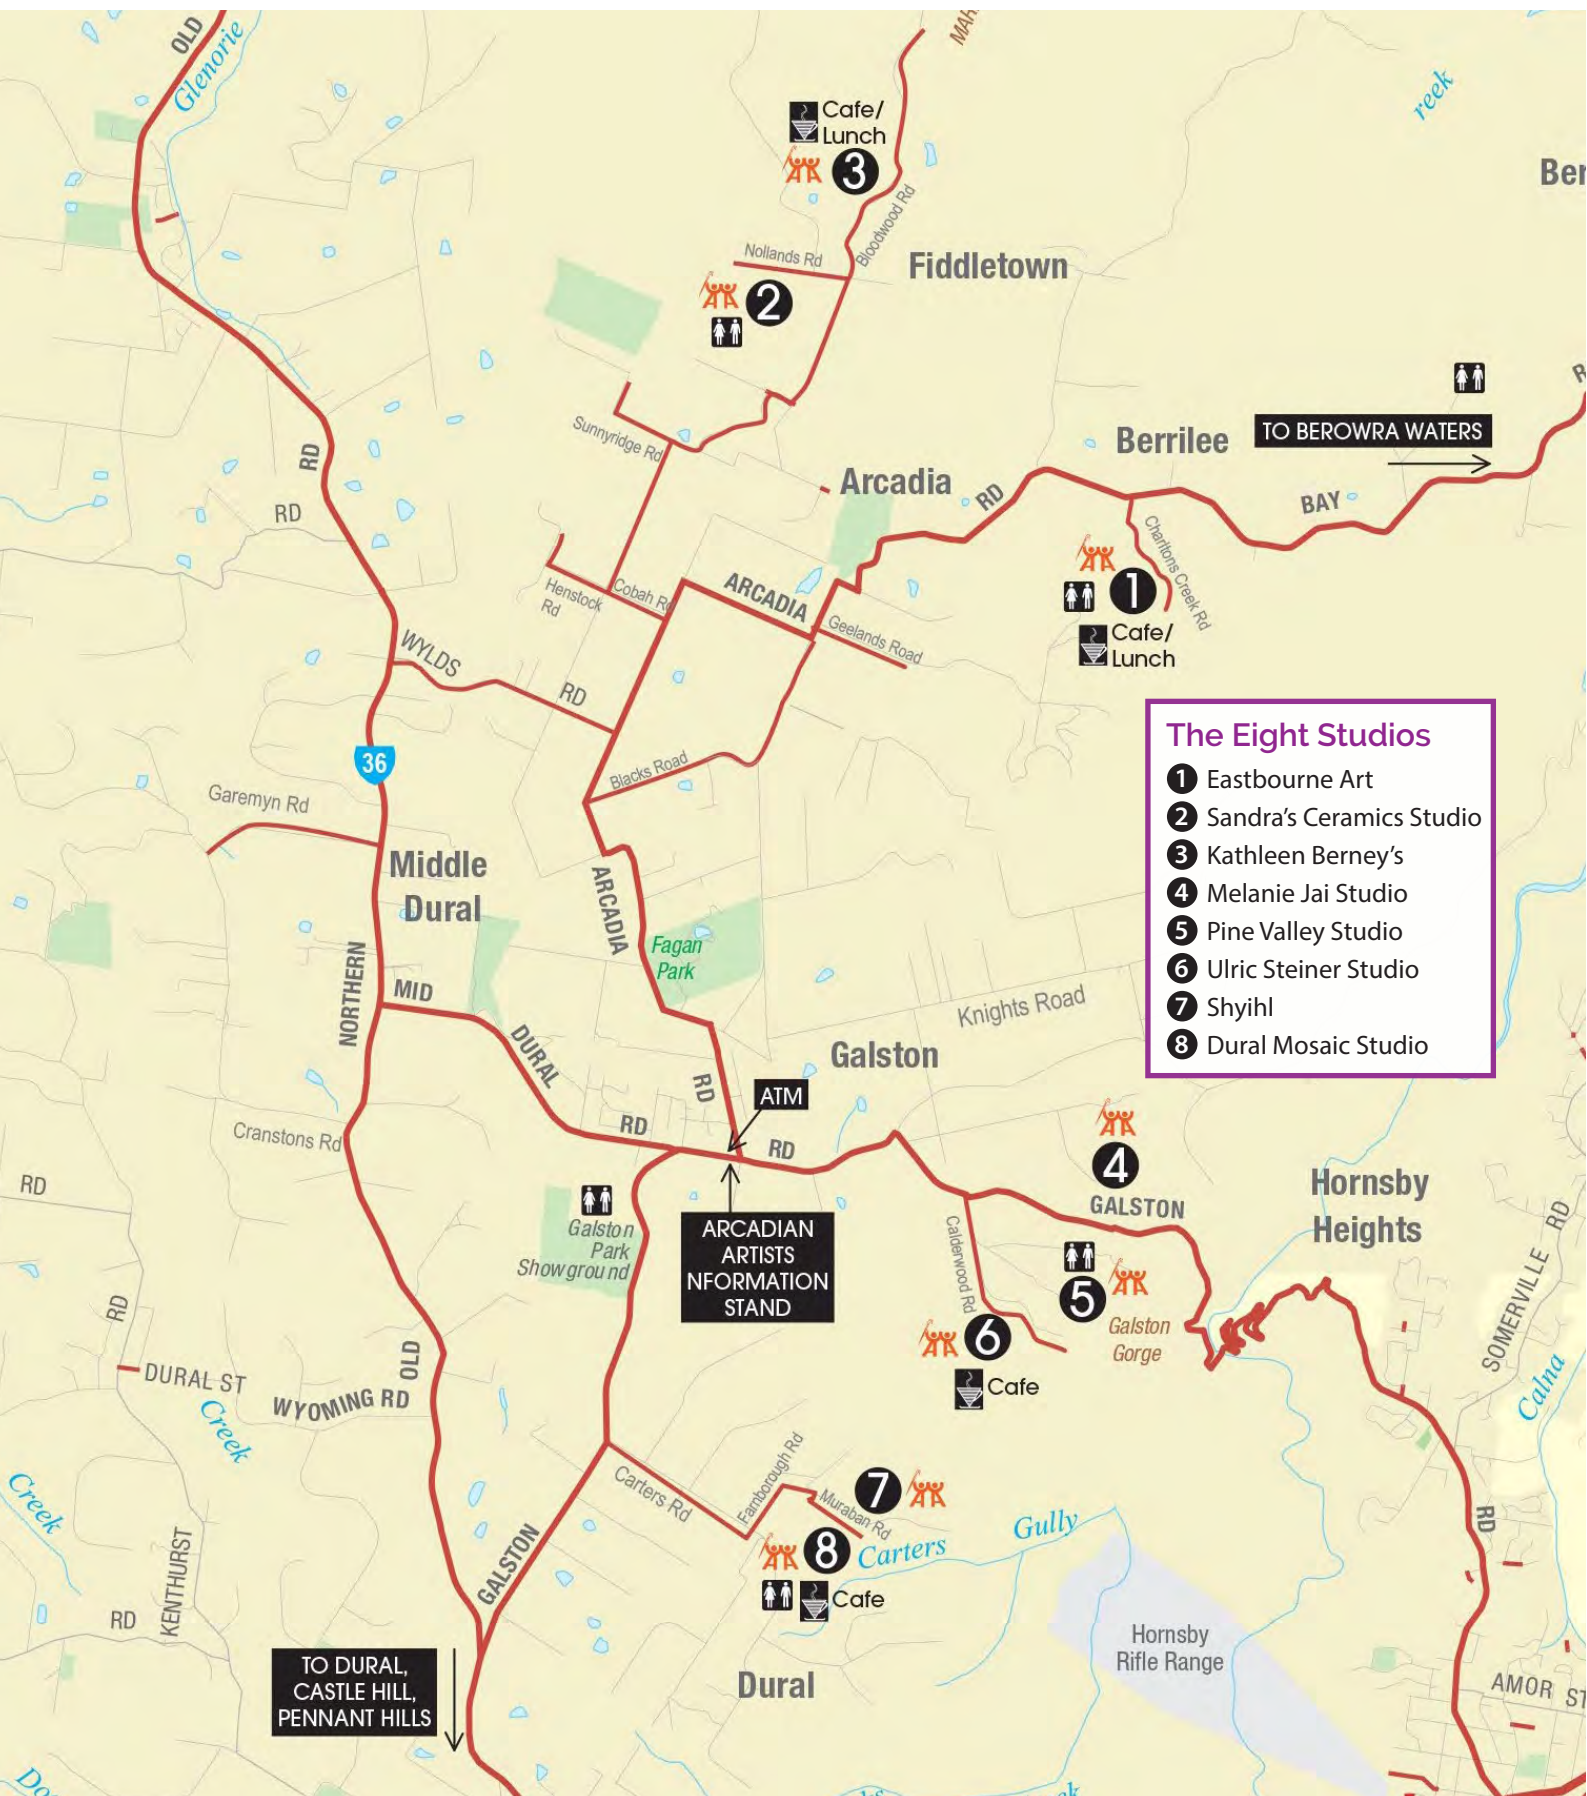 OLD
Glenorie
MAR
reek
Ber
Cafe/
Lunch
3
Bloodwood Rd
Nollands Rd
Fiddletown
2
RD
Sunnyridge Rd
Arcadia
RD
Berrilee
TO BEROWRA WATERS
R
BAY
RD
Charltons Creek Rd
1
Cafe/
Lunch
Henstock
Rd
Cobah Rd
ARCADIA
Geelands Road
WYLDS
RD
36
Blacks Road
Garemyn Rd
Middle
Dural
The Eight Studios
1 Eastbourne Art
2 Sandra's Ceramics Studio
3 Kathleen Berney's
4 Melanie Jai Studio
5 Pine Valley Studio
6 Ulric Steiner Studio
7 Shyihl
8 Dural Mosaic Studio
ARCADIA
Fagan
Park
NORTHERN
MID
DURAL
RD
Knights Road
Galston
RD
ATM
RD
Cranstons Rd
RD
4
GALSTON
Hornsby
Heights
Galston
Park
Showground
ARCADIAN
ARTISTS
NFORMATION
STAND
Calderwood Rd
5
Galston
Gorge
6
Cafe
RD
SOMERVILLE
RD
Calna
OLD
DURAL ST
WYOMING RD
Creek
Creek
Carters Rd
Farnborough Rd
Muraban Rd
7
8
Cafe
Carters
Gully
RD
GALSTON
KENTHURST
RD
Hornsby
Rifle Range
TO DURAL,
CASTLE HILL,
PENNANT HILLS
Dural
AMOR ST
Do
ks
ek